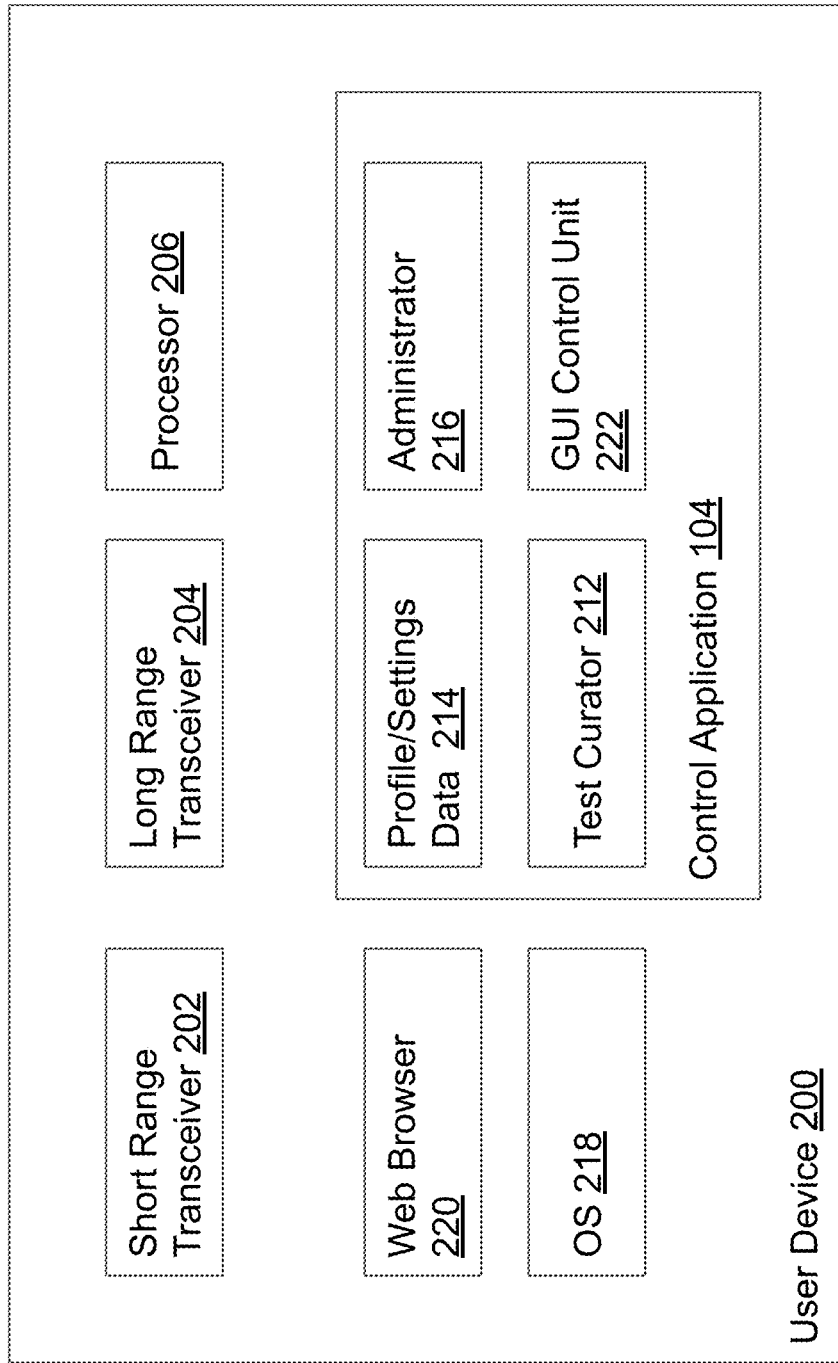 Short Range
Transceiver 202
Long Range
Transceiver 204
Processor 206
Web Browser
220
Profile/Settings
Data 214
Administrator
216
OS 218
Test Curator 212
GUI Control Unit
222
Control Application 104
User Device 200